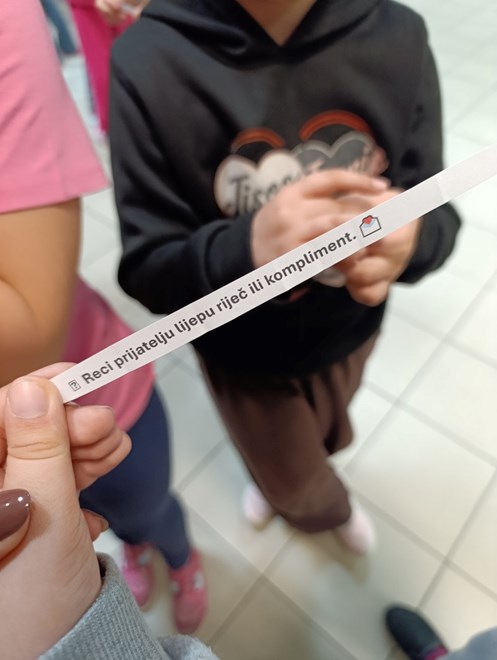 Reci prijatelju lijepu riječ ili kompliment. 💌